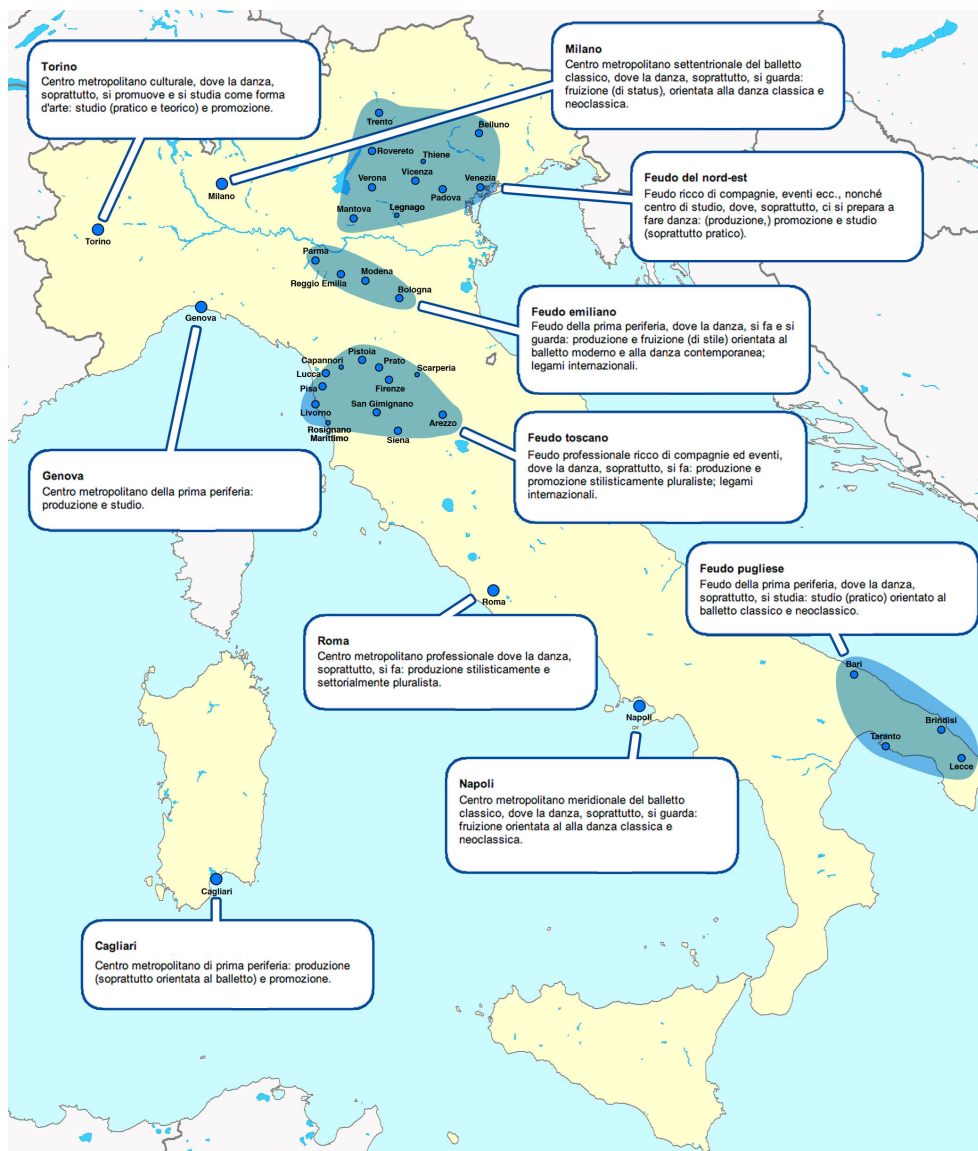 Torino
Centro metropolitano culturale, dove la danza,
soprattutto, si promuove e si studia come forma
d'arte: studio (pratico e teorico) e promozione.
Milano
Centro metropolitano settentrionale del balletto
classico, dove la danza, soprattutto, si guarda:
fruizione (di status), orientata alla danza classica e
neoclassica.
Trento
Belluno
Rovereto
Thiene
Verona
Vicenza
Venezia
Padova
Mantova
Legnago
Milano
Torino
Feudo del nord-est
Feudo ricco di compagnie, eventi ecc., nonché
centro di studio, dove, soprattutto, ci si prepara a
fare danza: (produzione,) promozione e studio
(soprattutto pratico).
Parma
Reggio Emilia
Modena
Bologna
Genova
Feudo emiliano
Feudo della prima periferia, dove la danza, si fa e si
guarda: produzione e fruizione (di stile) orientata al
balletto moderno e alla danza contemporanea;
legami internazionali.
Pistoia
Capannori
Prato
Scarperia
Lucca
Firenze
Pisa
San Gimignano
Livorno
Arezzo
Rosignano
Marittimo
Siena
Feudo toscano
Feudo professionale ricco di compagnie ed eventi,
dove la danza, soprattutto, si fa: produzione e
promozione stilisticamente pluraliste; legami
internazionali.
Genova
Centro metropolitano della prima periferia:
produzione e studio.
Feudo pugliese
Feudo della prima periferia, dove la danza,
soprattutto, si studia: studio (pratico) orientato al
balletto classico e neoclassico.
Roma
Roma
Centro metropolitano professionale dove la danza,
soprattutto, si fa: produzione stilisticamente e
settorialmente pluralista.
Bari
Brindisi
Taranto
Lecce
Napoli
Napoli
Centro metropolitano meridionale del balletto
classico, dove la danza, soprattutto, si guarda:
fruizione orientata al alla danza classica e
neoclassica.
Cagliari
Cagliari
Centro metropolitano di prima periferia: produzione
(soprattutto orientata al balletto) e promozione.